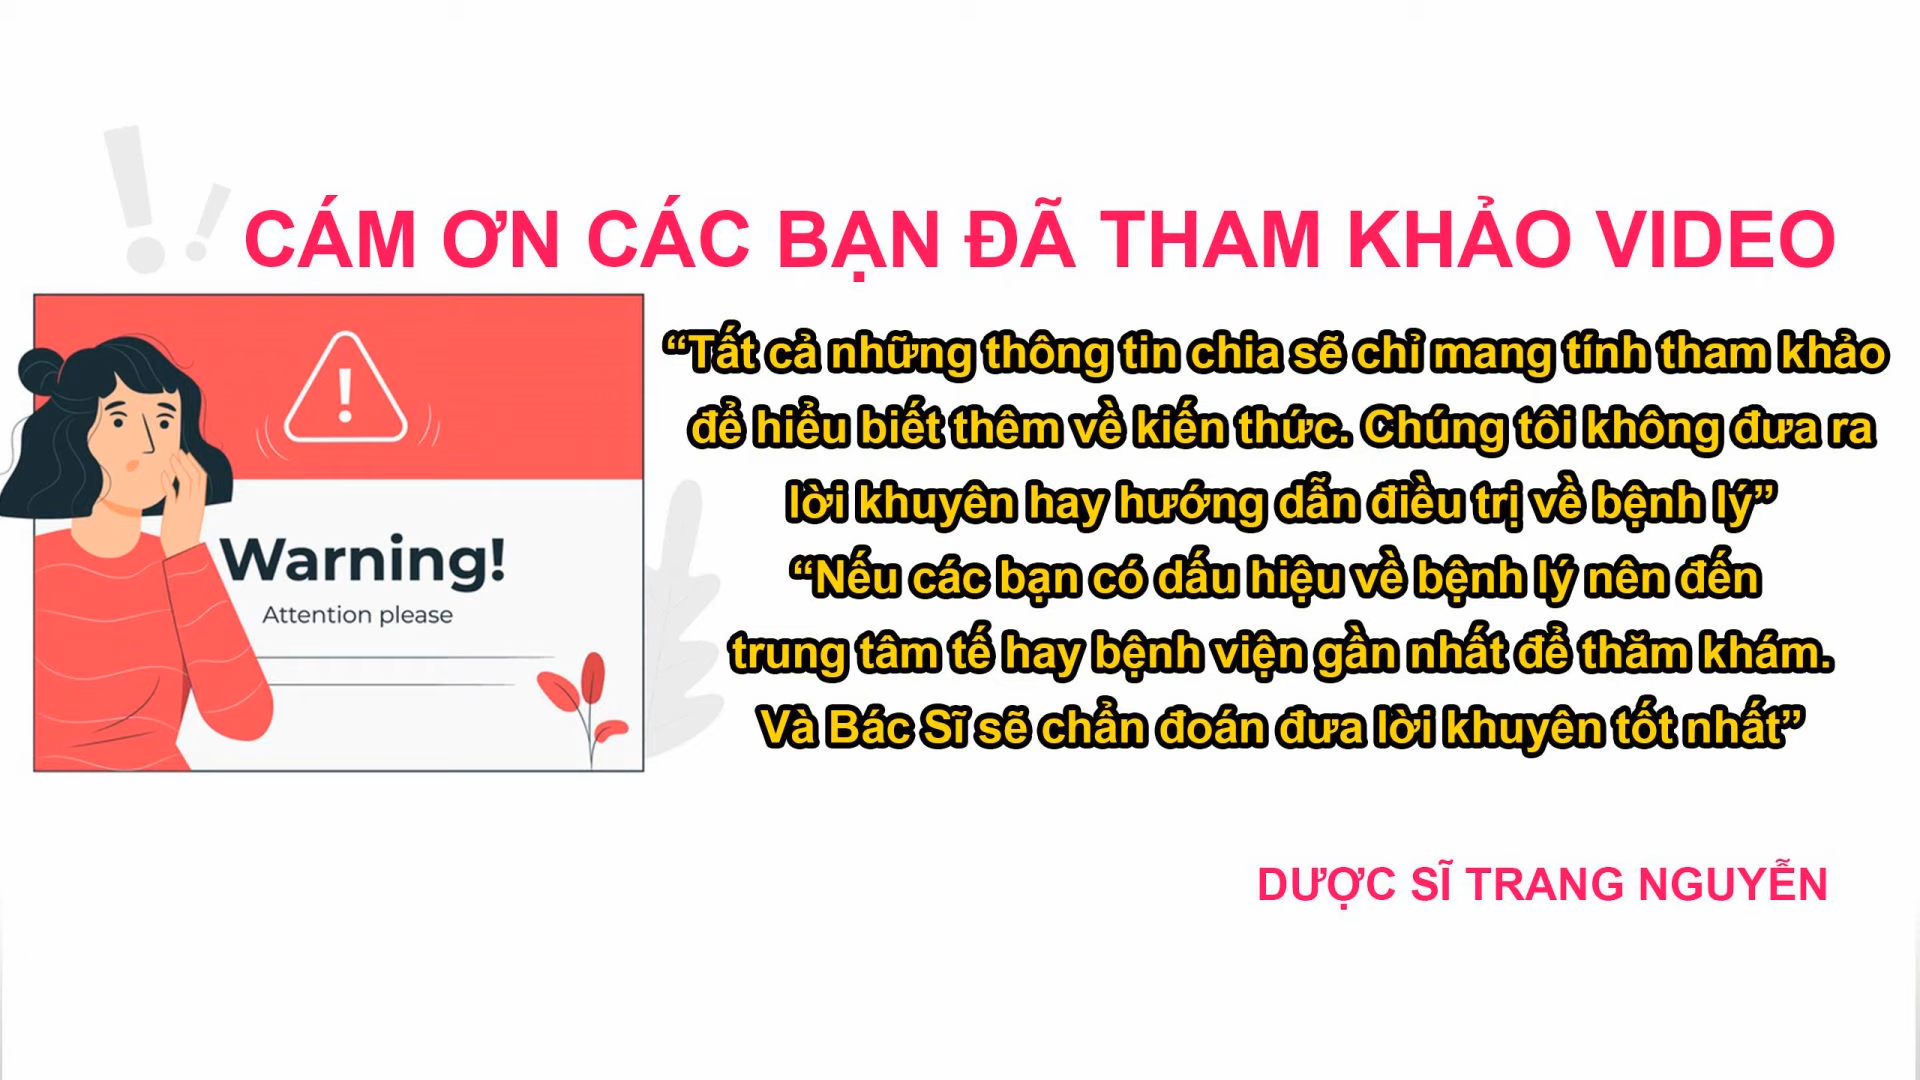 CÁM ƠN CÁC BẠN ĐÃ THAM KHẢO VIDEO
“Tất cả những thông tin chia sẽ chỉ mang tính tham khảo
để hiểu biết thêm về kiến thức. Chúng tôi không đưa ra
lời khuyên hay hướng dẫn điều trị về bệnh lý”
“Nếu các bạn có dấu hiệu về bệnh lý nên đến
trung tâm tế hay bệnh viện gần nhất để thăm khám.
Và Bác Sĩ sẽ chẩn đoán đưa lời khuyên tốt nhất”
Warning!
Attention please
DƯỢC SĨ TRANG NGUYỄN